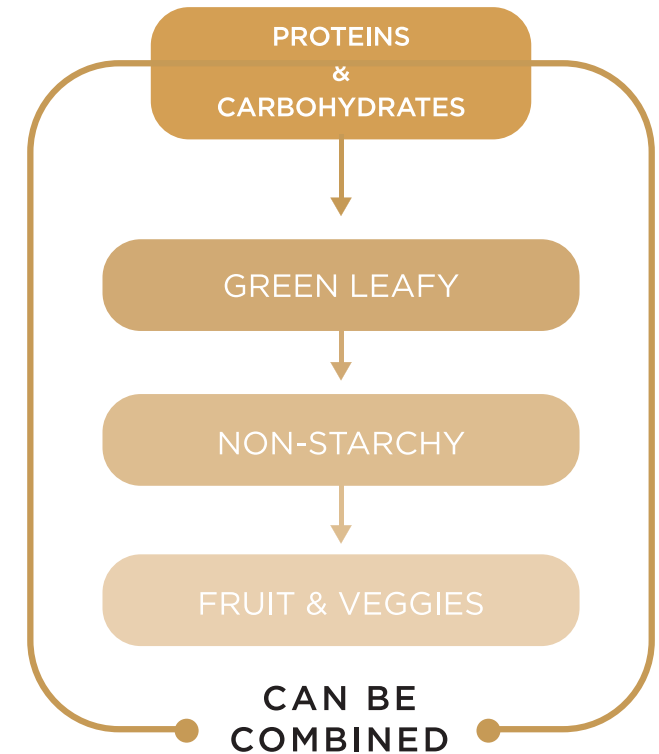 PROTEINS
&
CARBOHYDRATES
GREEN LEAFY
NON-STARCHY
FRUIT & VEGGIES
CAN BE
COMBINED